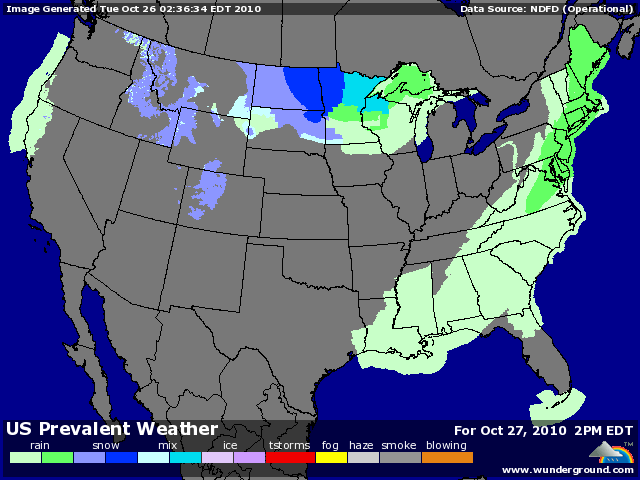 Image Generated Tue Oct 26 02:36:34 EDT 2010 Data Source: NDFD (Operational)
US Prevalent Weather For Oct 27, 2010 2PM EDT
rain snow mix ice tstorms fog haze smoke blowing
www.wunderground.com